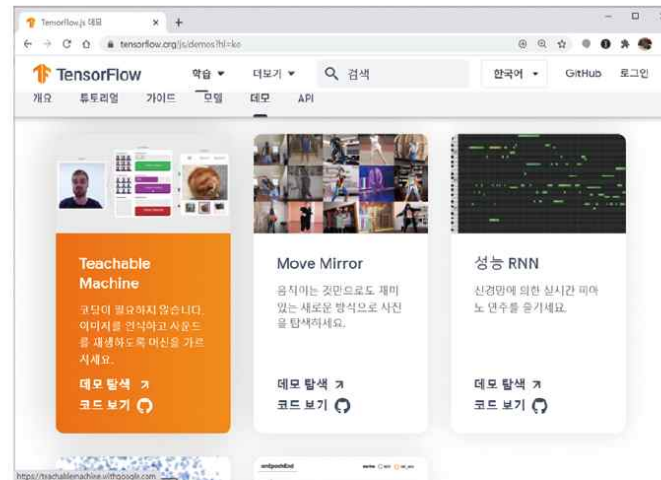 Tensorflow.js 데모
tensorflow.org/js/demos?hl=ko
TensorFlow 학습 더보기 검색 한국어 GitHub 로그인
개요 튜토리얼 가이드 모델 데모 API
Teachable
Machine
코딩이 필요하지 않습니다.
이미지를 인식하고 사운드
를 재생하도록 머신을 가르
치세요.
데모 탐색
코드 보기
Move Mirror
움직이는 것만으로도 재미
있는 새로운 방식으로 사진
을 탐색하세요.
데모 탐색
코드 보기
성능 RNN
신경망에 의한 실시간 피아
노 연주를 즐기세요.
데모 탐색
코드 보기
https://teachablemachine.withgoogle.com